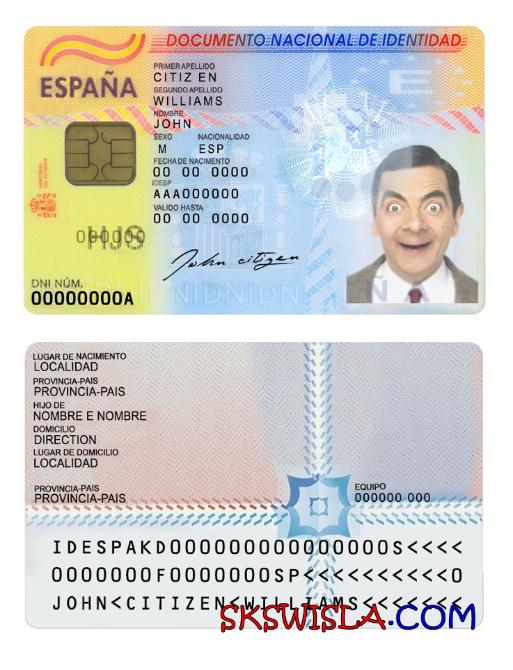 DOCUMENTO NACIONAL DE IDENTIDAD
ESPAÑA
PRIMER APELLIDO
CITIZ EN
SEGUNDO APELLIDO
WILLIAMS
NOMBRE
JOHN
SEXO NACIONALIDAD
M ESP
FECHA DE NACIMIENTO
00 00 0000
IDESP
AAA000000
VALIDO HASTA
00 00 0000
MINISTERIO
DEL INTERIOR
John citizen
DNI NÚM.
00000000A
LUGAR DE NACIMIENTO
LOCALIDAD
PROVINCIA-PAIS
PROVINCIA-PAIS
HIJO DE
NOMBRE E NOMBRE
DOMICILIO
DIRECTION
LUGAR DE DOMICILIO
LOCALIDAD
PROVINCIA-PAIS
PROVINCIA-PAIS
EQUIPO
000000 000
IDESPAKD000000000000000S<<<<
0000000F0000000SP<<<<<<<<<<0
JOHN<CITIZEN<WILLIAMS<<<<<<
SKSWISLA.COM